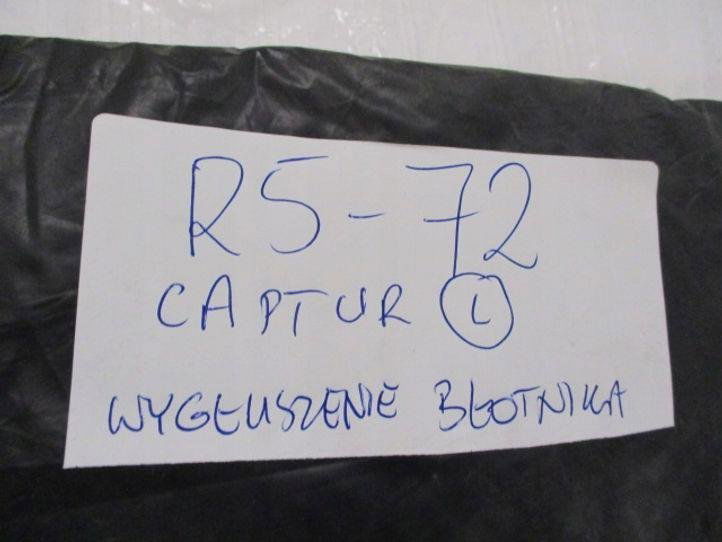 R5-72
CAPTUR L
WYGŁUSZENIE BŁOTNIKA